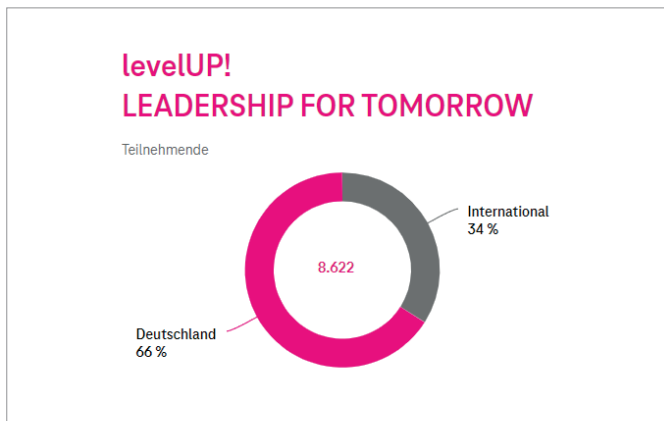 levelUP!
LEADERSHIP FOR TOMORROW
Teilnehmende
International
34 %
8.622
Deutschland
66 %